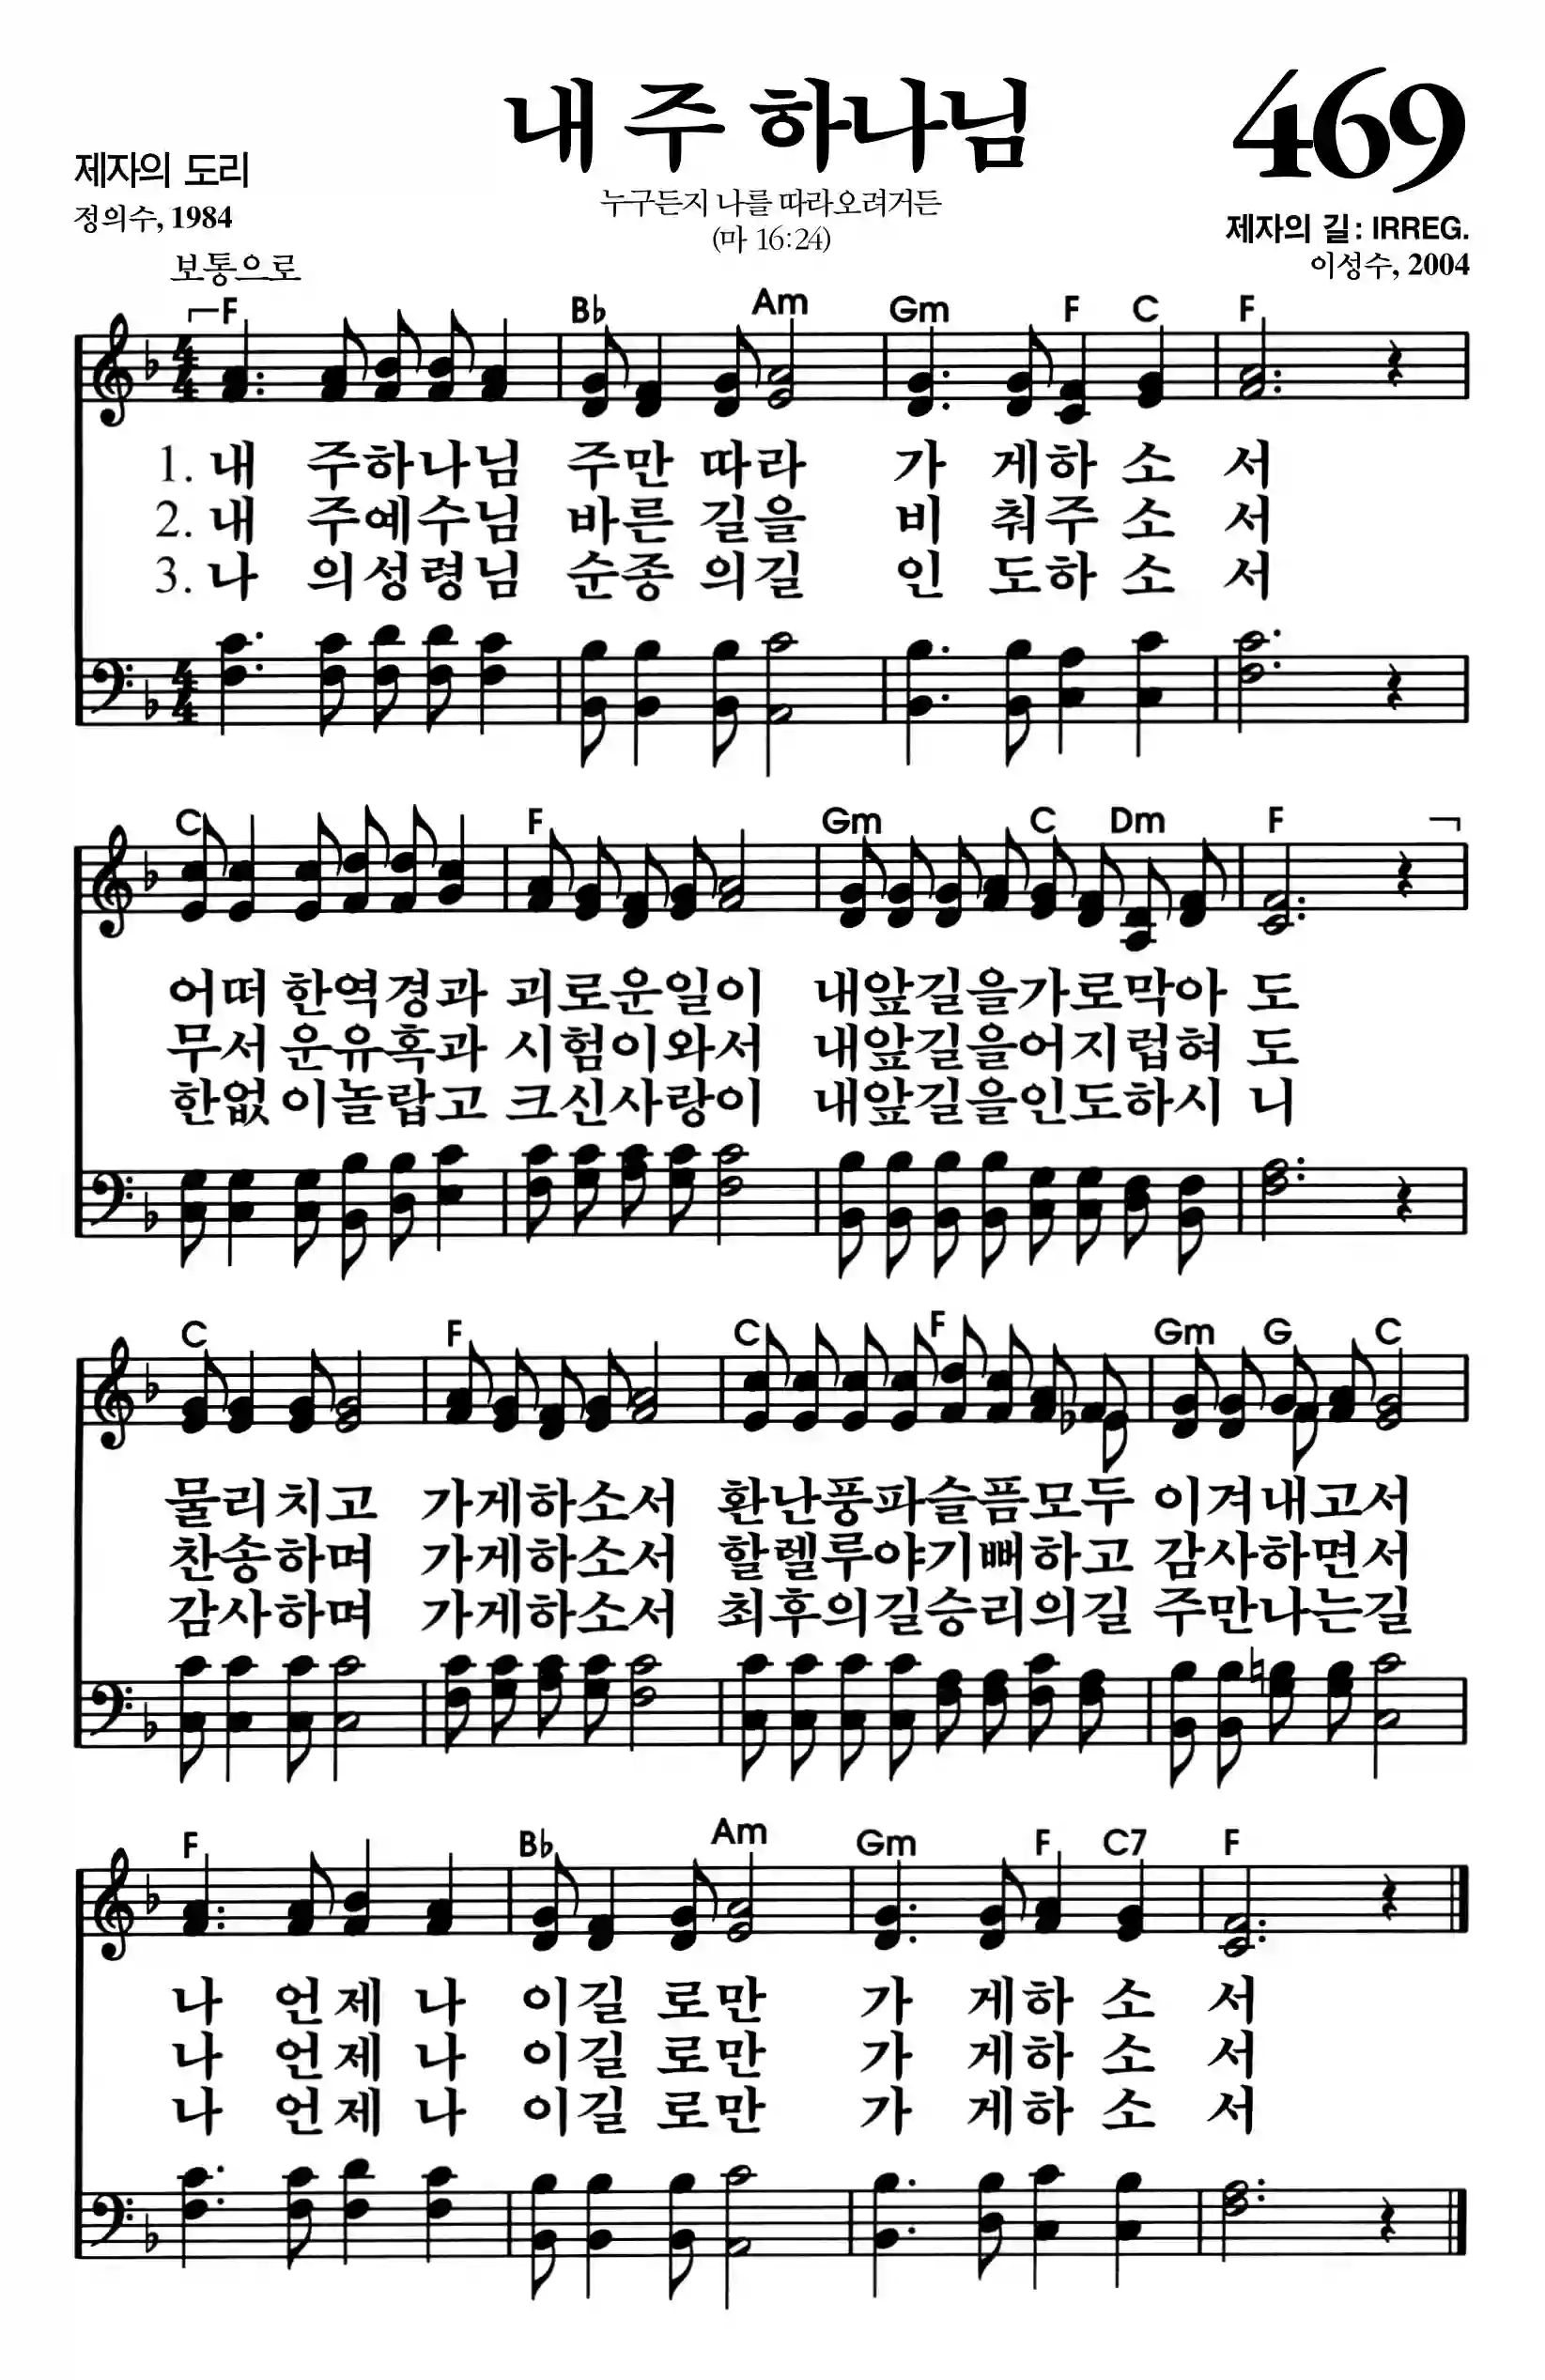 내 주 하나님
469
제자의 도리
정의수, 1984
누구든지 나를 따라오려거든
(마 16:24)
제자의 길: IRREG.
이성수, 2004
보통으로
F B♭ Am Gm F C F
1. 내 주하나님 주만 따라 가 게하 소 서
2. 내 주예수님 바른 길을 비 춰주 소 서
3. 나 의성령님 순종 의길 인 도하 소 서
C F Gm C Dm F
어떠 한역경과 괴로운일이 내앞길을가로막아 도
무서 운유혹과 시험이와서 내앞길을어지럽혀 도
한없 이놀랍고 크신사랑이 내앞길을인도하시 니
C F C F Gm G C
물리치고 가게하소서 환난풍파슬픔모두 이겨내고서
찬송하며 가게하소서 할렐루야기뻐하고 감사하면서
감사하며 가게하소서 최후의길승리의길 주만나는길
F B♭ Am Gm F C7 F
나 언제 나 이길 로만 가 게하 소 서
나 언제 나 이길 로만 가 게하 소 서
나 언제 나 이길 로만 가 게하 소 서